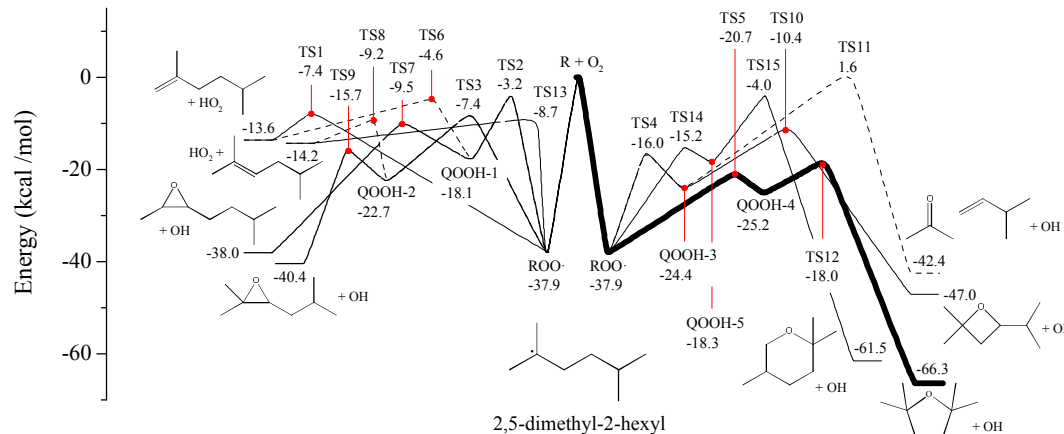 TS5
TS10
-20.7
-10.4
TS6
TS8
-4.6
TS1
-9.2
TS2
TS15
TS11
-7.4
TS9
TS7
TS3
-3.2
R + O₂
-4.0
1.6
-15.7
-9.5
-7.4
TS13
-8.7
TS4
TS14
-16.0
-15.2
0
+ HO₂
-13.6
HO₂ +
-14.2
-20
QOOH-1
-18.1
QOOH-2
-22.7
O
+ OH
-38.0
-40.4
O
+ OH
ROO·
-37.9
ROO·
-37.9
QOOH-4
-25.2
QOOH-3
-24.4
QOOH-5
-18.3
TS12
-18.0
O
+ OH
-42.4
-47.0
O
+ O
-40
-60
Energy (kcal /mol)
O
+ OH
-61.5
-66.3
O
+ OH
2,5-dimethyl-2-hexyl